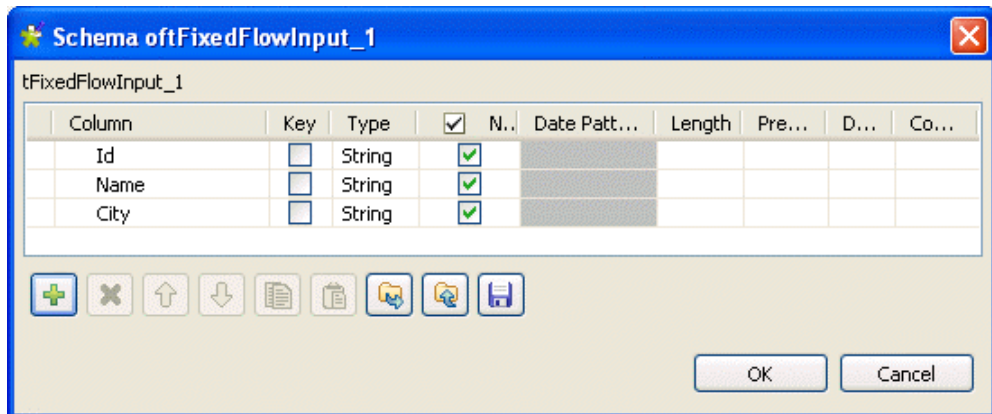 Schema oftFixedFlowInput_1
tFixedFlowInput_1
Column Key Type N.. Date Patt... Length Pre... D... Co...
Id String
Name String
City String
OK Cancel